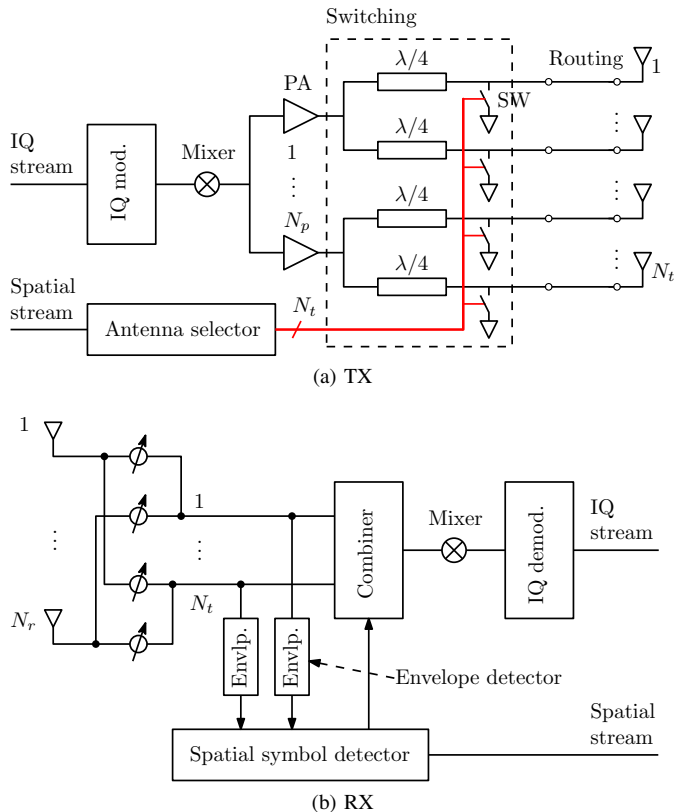 Switching
λ/4
Routing
1
PA
SW
IQ
stream
IQ mod.
Mixer
1
⋮
λ/4
⋮
⋮
N_p
λ/4
λ/4
⋮
N_t
Spatial
stream
Antenna selector
N_t
(a) TX
1
1
⋮
⋮
N_r
N_t
Combiner
Mixer
IQ demod.
IQ
stream
Envlp.
Envlp.
Envelope detector
Spatial symbol detector
Spatial
stream
(b) RX